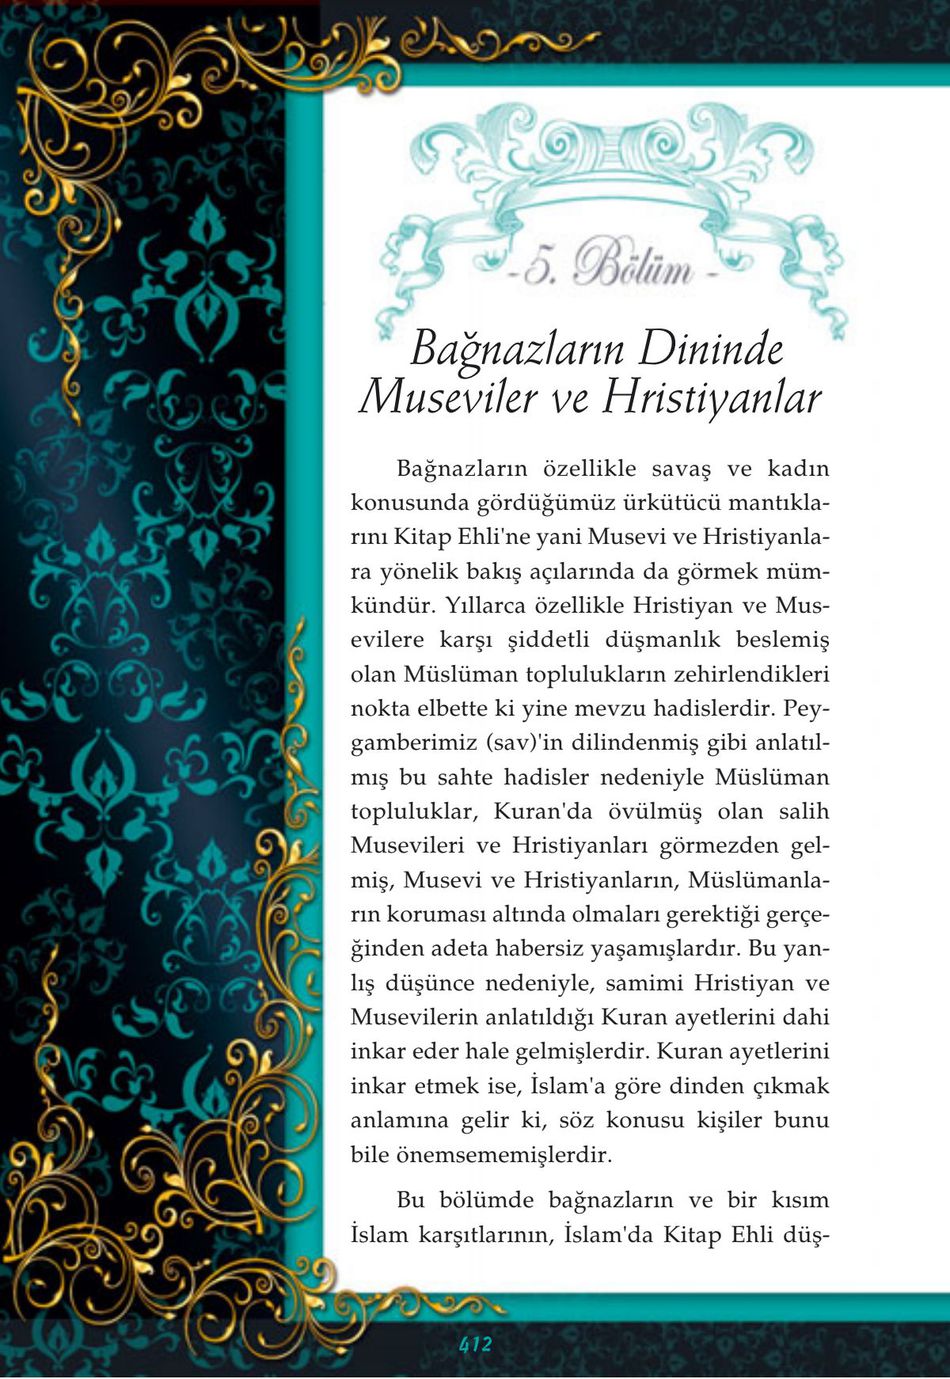 - 5. Bölüm -
Bağnazların Dininde
Museviler ve Hristiyanlar
Bağnazların özellikle savaş ve kadın
konusunda gördüğümüz ürkütücü mantıkla-
rını Kitap Ehli'ne yani Musevi ve Hristiyanla-
ra yönelik bakış açılarında da görmek müm-
kündür. Yıllarca özellikle Hristiyan ve Mus-
evilere karşı şiddetli düşmanlık beslemiş
olan Müslüman toplulukların zehirlendikleri
nokta elbette ki yine mevzu hadislerdir. Pey-
gamberimiz (sav)'in dilindenmiş gibi anlatıl-
mış bu sahte hadisler nedeniyle Müslüman
topluluklar, Kuran'da övülmüş olan salih
Musevileri ve Hristiyanları görmezden gel-
miş, Musevi ve Hristiyanların, Müslümanla-
rın koruması altında olmaları gerektiği gerçe-
ğinden adeta habersiz yaşamışlardır. Bu yan-
lış düşünce nedeniyle, samimi Hristiyan ve
Musevilerin anlatıldığı Kuran ayetlerini dahi
inkar eder hale gelmişlerdir. Kuran ayetlerini
inkar etmek ise, İslam'a göre dinden çıkmak
anlamına gelir ki, söz konusu kişiler bunu
bile önemsememişlerdir.
Bu bölümde bağnazların ve bir kısım
İslam karşıtlarının, İslam'da Kitap Ehli düş-
412